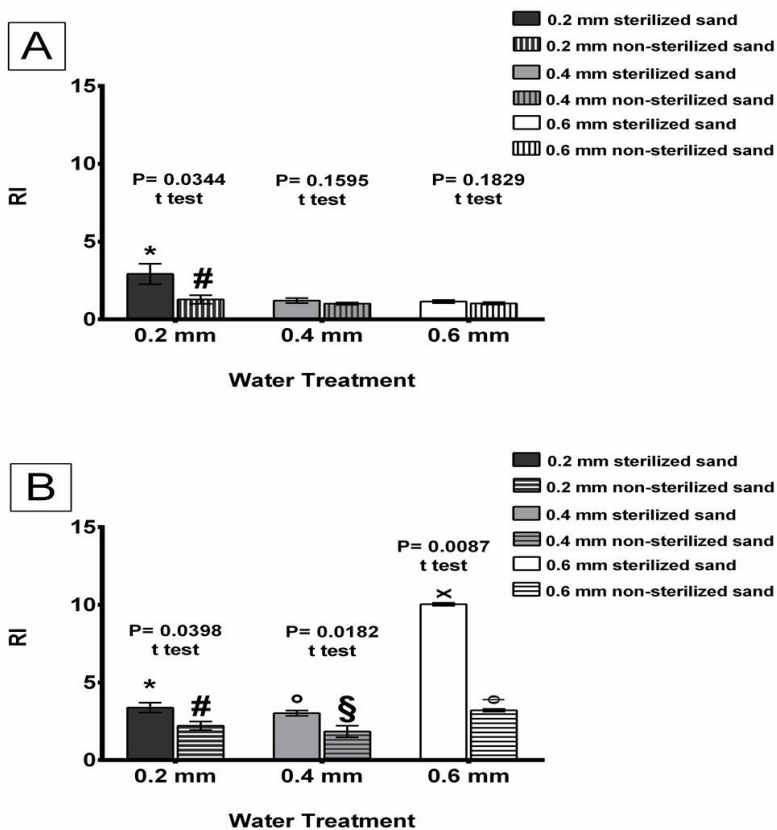 A
0.2 mm sterilized sand
0.2 mm non-sterilized sand
0.4 mm sterilized sand
0.4 mm non-sterilized sand
0.6 mm sterilized sand
0.6 mm non-sterilized sand
15
10
5
0
RI
P= 0.0344
t test
P= 0.1595
t test
P= 0.1829
t test
*
#
0.2 mm
0.4 mm
0.6 mm
Water Treatment
B
0.2 mm sterilized sand
0.2 mm non-sterilized sand
0.4 mm sterilized sand
0.4 mm non-sterilized sand
0.6 mm sterilized sand
0.6 mm non-sterilized sand
15
10
5
0
RI
P= 0.0398
t test
P= 0.0182
t test
P= 0.0087
t test
*
#
°
§
x
°
0.2 mm
0.4 mm
0.6 mm
Water Treatment